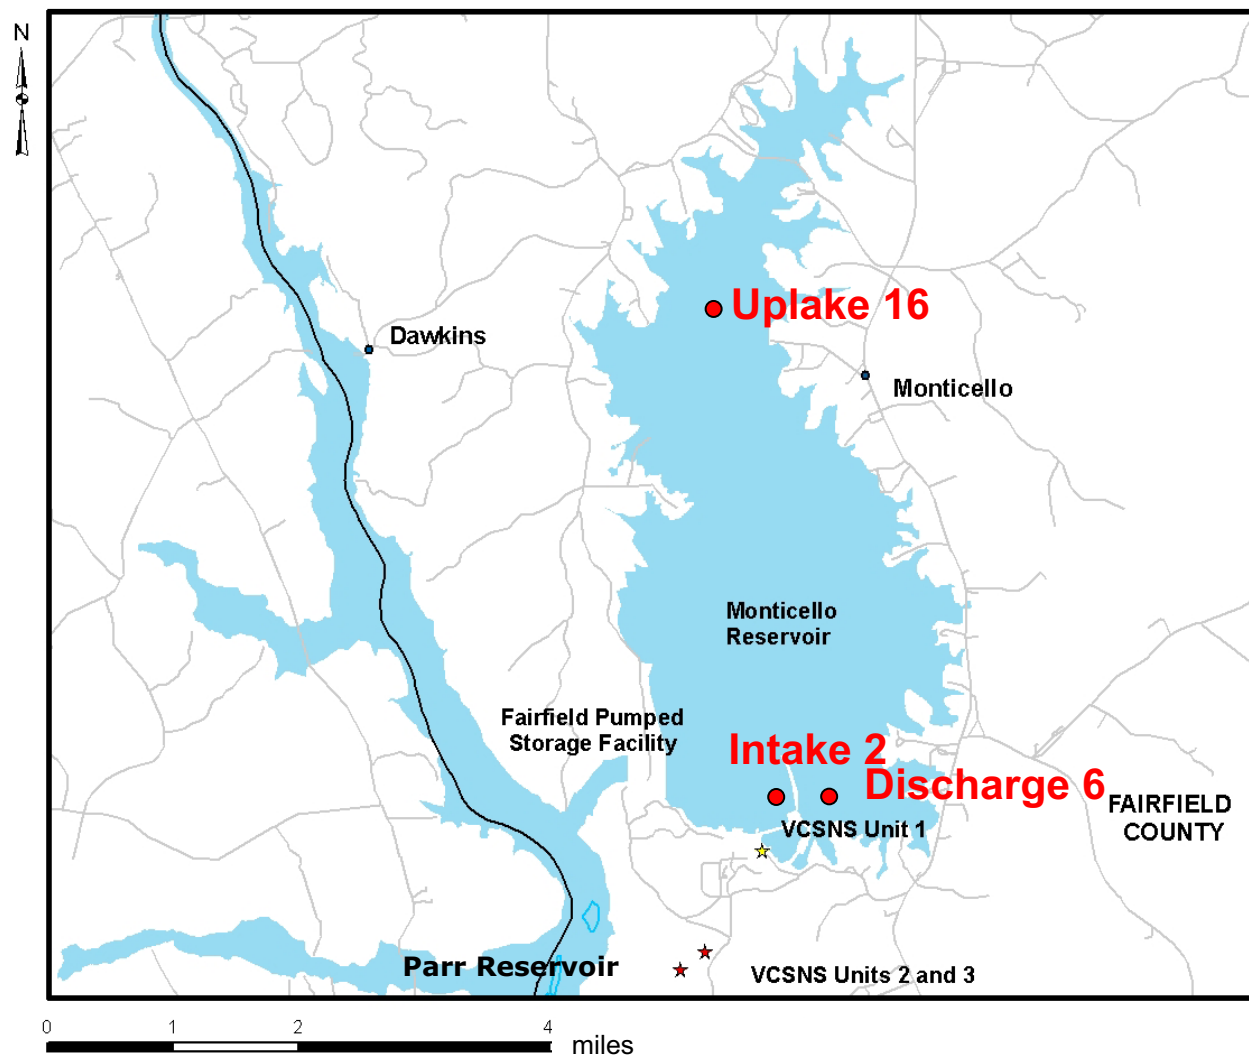 N
Uplake 16
Dawkins
Monticello
Monticello
Reservoir
Fairfield Pumped
Storage Facility
Intake 2
Discharge 6
FAIRFIELD
COUNTY
VCSNS Unit 1
Parr Reservoir
VCSNS Units 2 and 3
0 1 2 4
miles